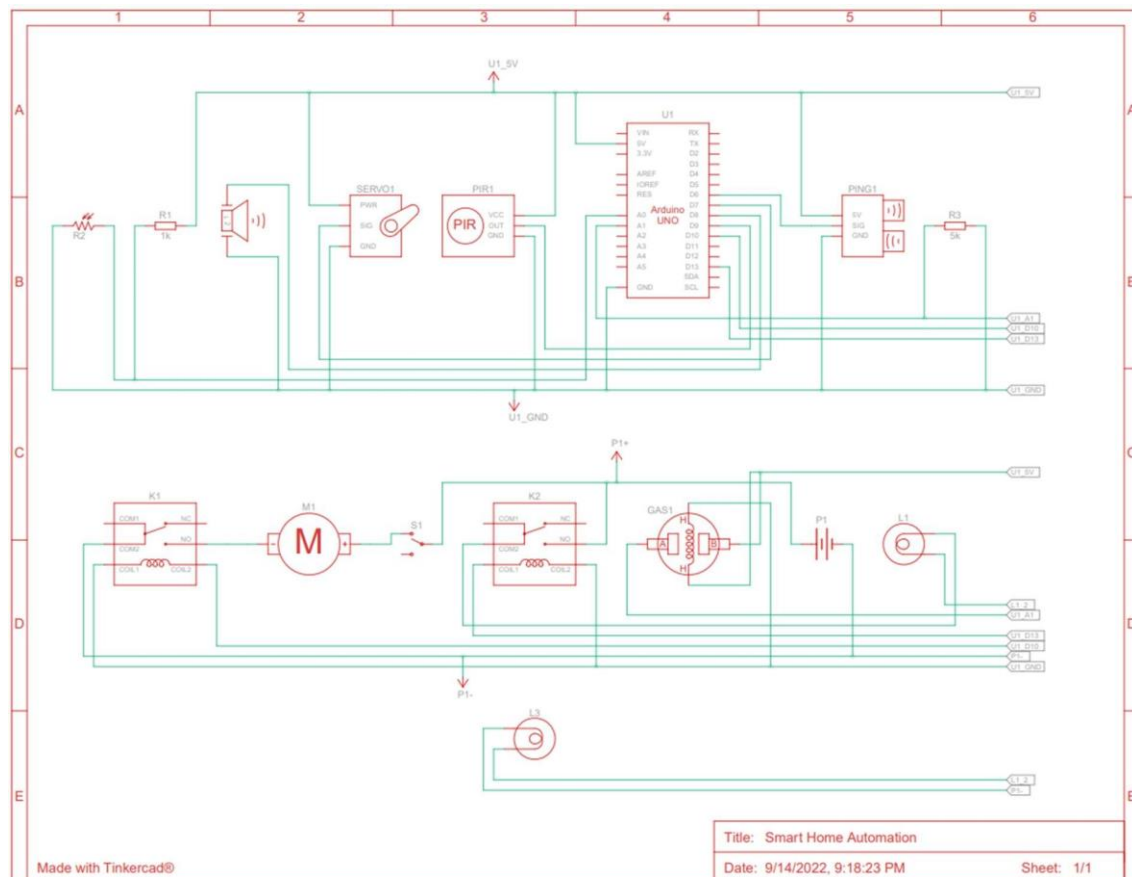 1 2 3 4 5 6
A A
B B
C C
D D
E E
U1_5V
U1_5V
R2
R1
1k
SERVO1
PWR
SIG
GND
PIR1
PIR
VCC
OUT
GND
U1
Arduino
UNO
VIN
5V
3.3V
AREF
IOREF
RES
A0
A1
A2
A3
A4
A5
GND
RX
TX
D2
D3
D4
D5
D6
D7
D8
D9
D10
D11
D12
D13
SDA
SCL
PING1
5V
SIG
GND
R3
5k
U1_A1
U1_D10
U1_D13
U1_GND
U1_GND
P1+
U1_5V
K1
COM1
COM2
COIL1
NC
NO
COIL2
M1
- M +
S1
K2
COM1
COM2
COIL1
NC
NO
COIL2
GAS1
H
A B
H
P1
L1
L1_2
U1_A1
U1_D13
U1_D10
P1-
U1_GND
P1-
L3
L1_2
P1-
Title: Smart Home Automation
Date: 9/14/2022, 9:18:23 PM Sheet: 1/1
Made with Tinkercad®